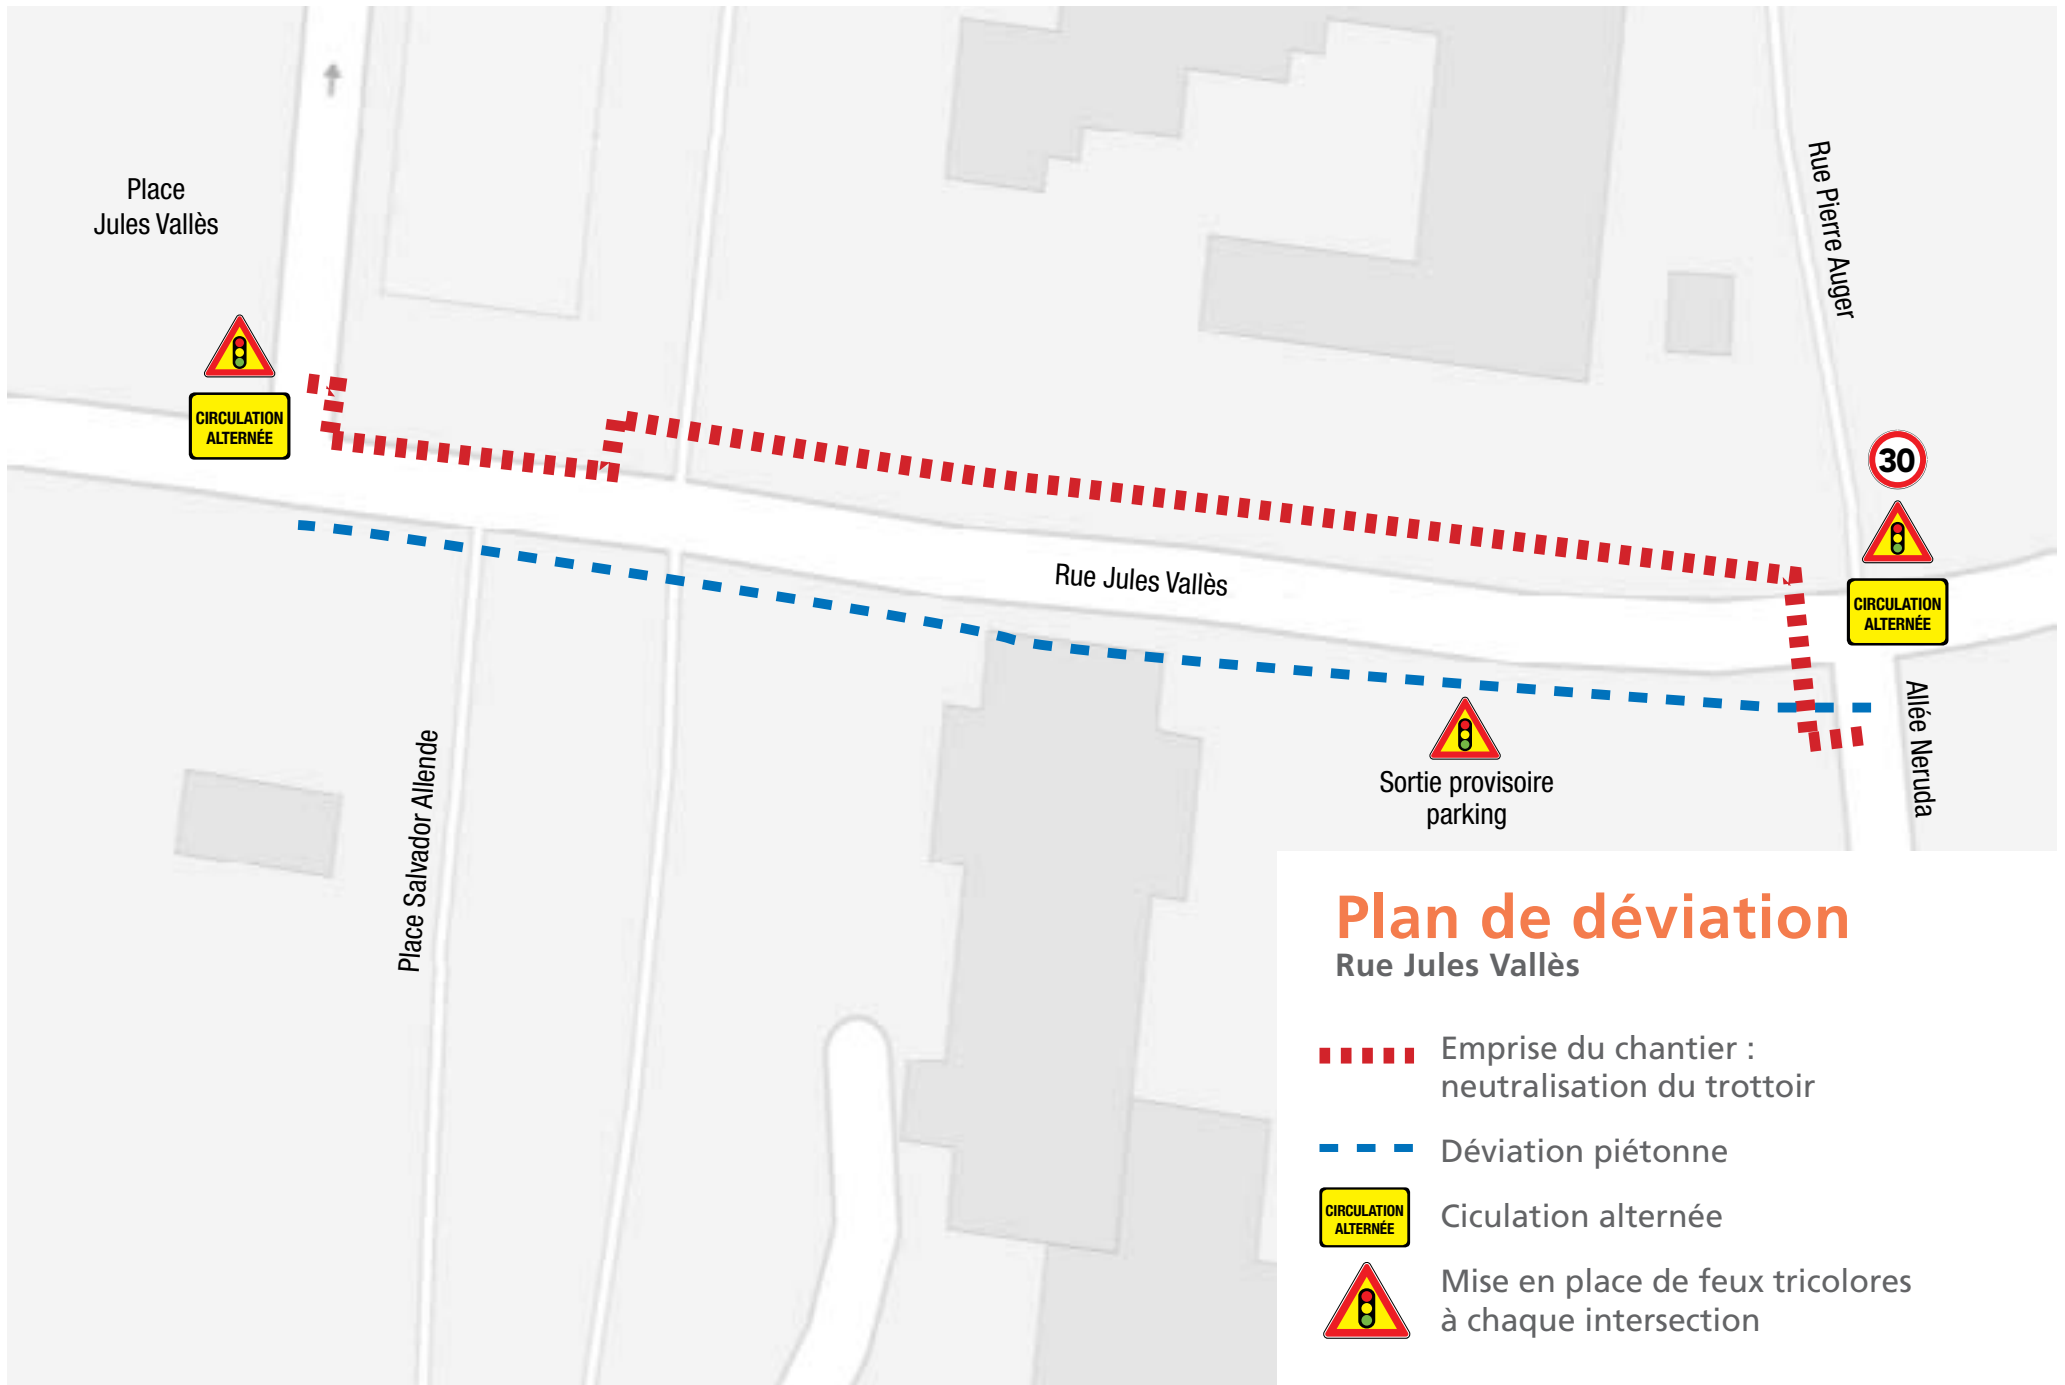 Place
Jules Vallès
CIRCULATION
ALTERNÉE
Rue Pierre Auger
30
CIRCULATION
ALTERNÉE
Rue Jules Vallès
Place Salvador Allende
Sortie provisoire
parking
Allée Neruda
Plan de déviation
Rue Jules Vallès
Emprise du chantier :
neutralisation du trottoir
Déviation piétonne
CIRCULATION
ALTERNÉE
Ciculation alternée
Mise en place de feux tricolores
à chaque intersection